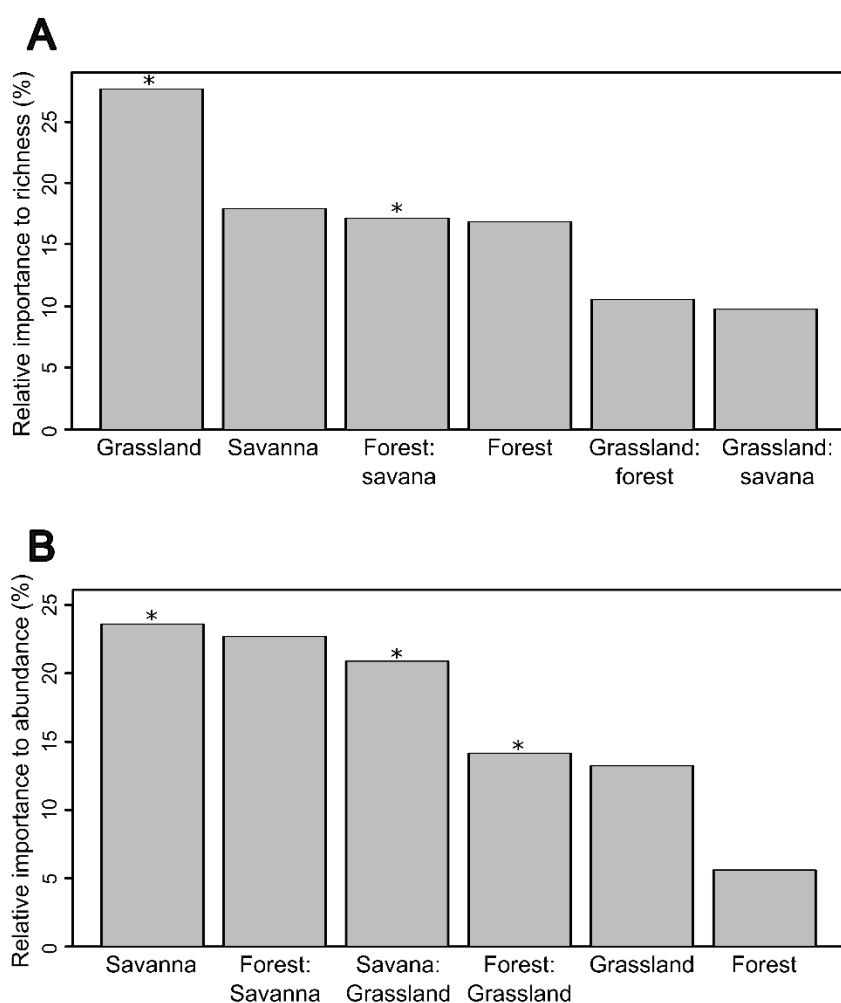 A
Relative importance to richness (%)
25
20
15
10
5
0
*
*
Grassland
Savanna
Forest:
savana
Forest
Grassland:
forest
Grassland:
savana
B
Relative importance to abundance (%)
25
20
15
10
5
0
*
*
*
Savanna
Forest:
Savanna
Savana:
Grassland
Forest:
Grassland
Grassland
Forest